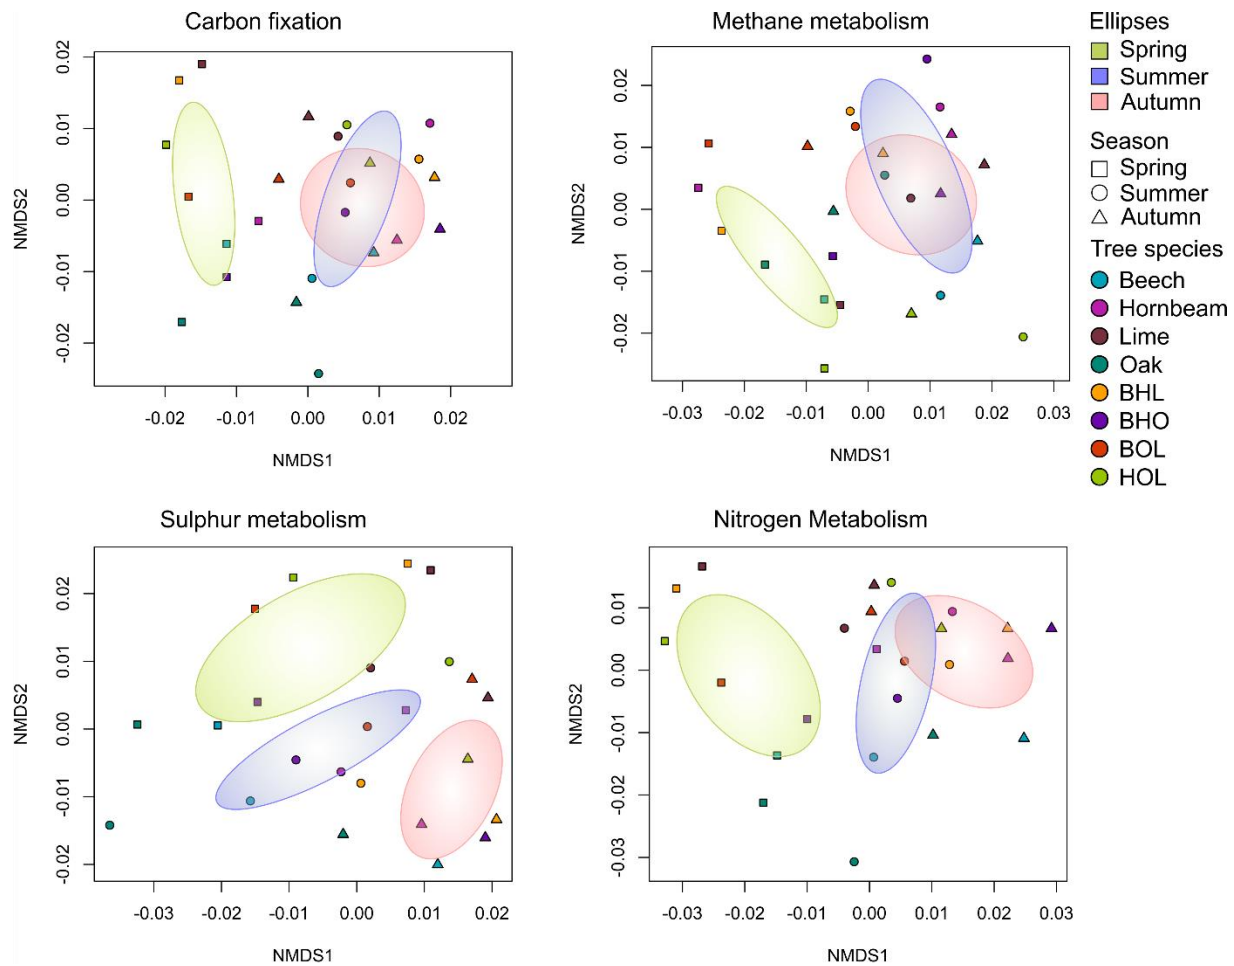 Carbon fixation
0.02
0.01
0.00
-0.01
-0.02
NMDS2
-0.02 -0.01 0.00 0.01 0.02
NMDS1
Methane metabolism
0.02
0.01
0.00
-0.01
-0.02
NMDS2
-0.03 -0.02 -0.01 0.00 0.01 0.02 0.03
NMDS1
Ellipses
Spring
Summer
Autumn
Season
Spring
Summer
Autumn
Tree species
Beech
Hornbeam
Lime
Oak
BHL
BHO
BOL
HOL
Sulphur metabolism
0.02
0.01
0.00
-0.01
-0.02
NMDS2
-0.03 -0.02 -0.01 0.00 0.01 0.02
NMDS1
Nitrogen Metabolism
0.01
0.00
-0.01
-0.02
-0.03
NMDS2
-0.03 -0.02 -0.01 0.00 0.01 0.02 0.03
NMDS1